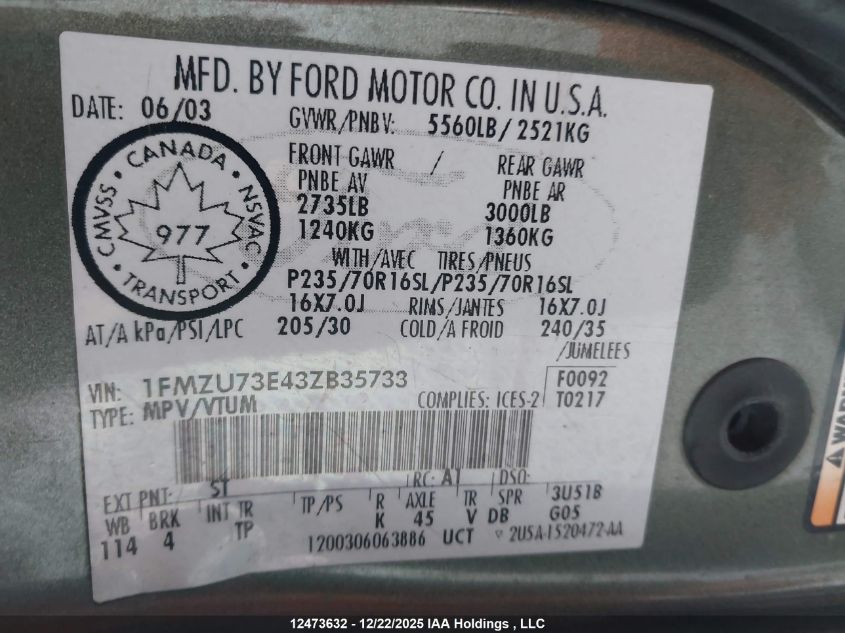 MFD. BY FORD MOTOR CO. IN U.S.A.
DATE: 06/03 GVWR/PNBV: 5560LB/ 2521KG
FRONT GAWR / REAR GAWR
PNBE AV PNBE AR
2735LB 3000LB
1240KG 1360KG
CMVSS • CANADA • NSVAC • TRANSPORT •
977
WITH/AVEC TIRES/PNEUS
P235/70R16SL/P235/70R16SL
16X7.0J RIMS/JANTES 16X7.0J
AT/A kPa/PSI/LPC 205/30 COLD/A FROID 240/35
/JUMELEES
VIN: 1FMZU73E43ZB35733 F0092
TYPE: MPV/VTUM COMPLIES: ICES-2 T0217
EXT PNT: ST RC: A1 DSO:
WB BRK INT TR TP/PS R AXLE TR SPR 3U51B
114 4 TP K 45 V DB G05
1200306063886 UCT 2U5A-1520472-AA
12473632 - 12/22/2025 IAA Holdings , LLC